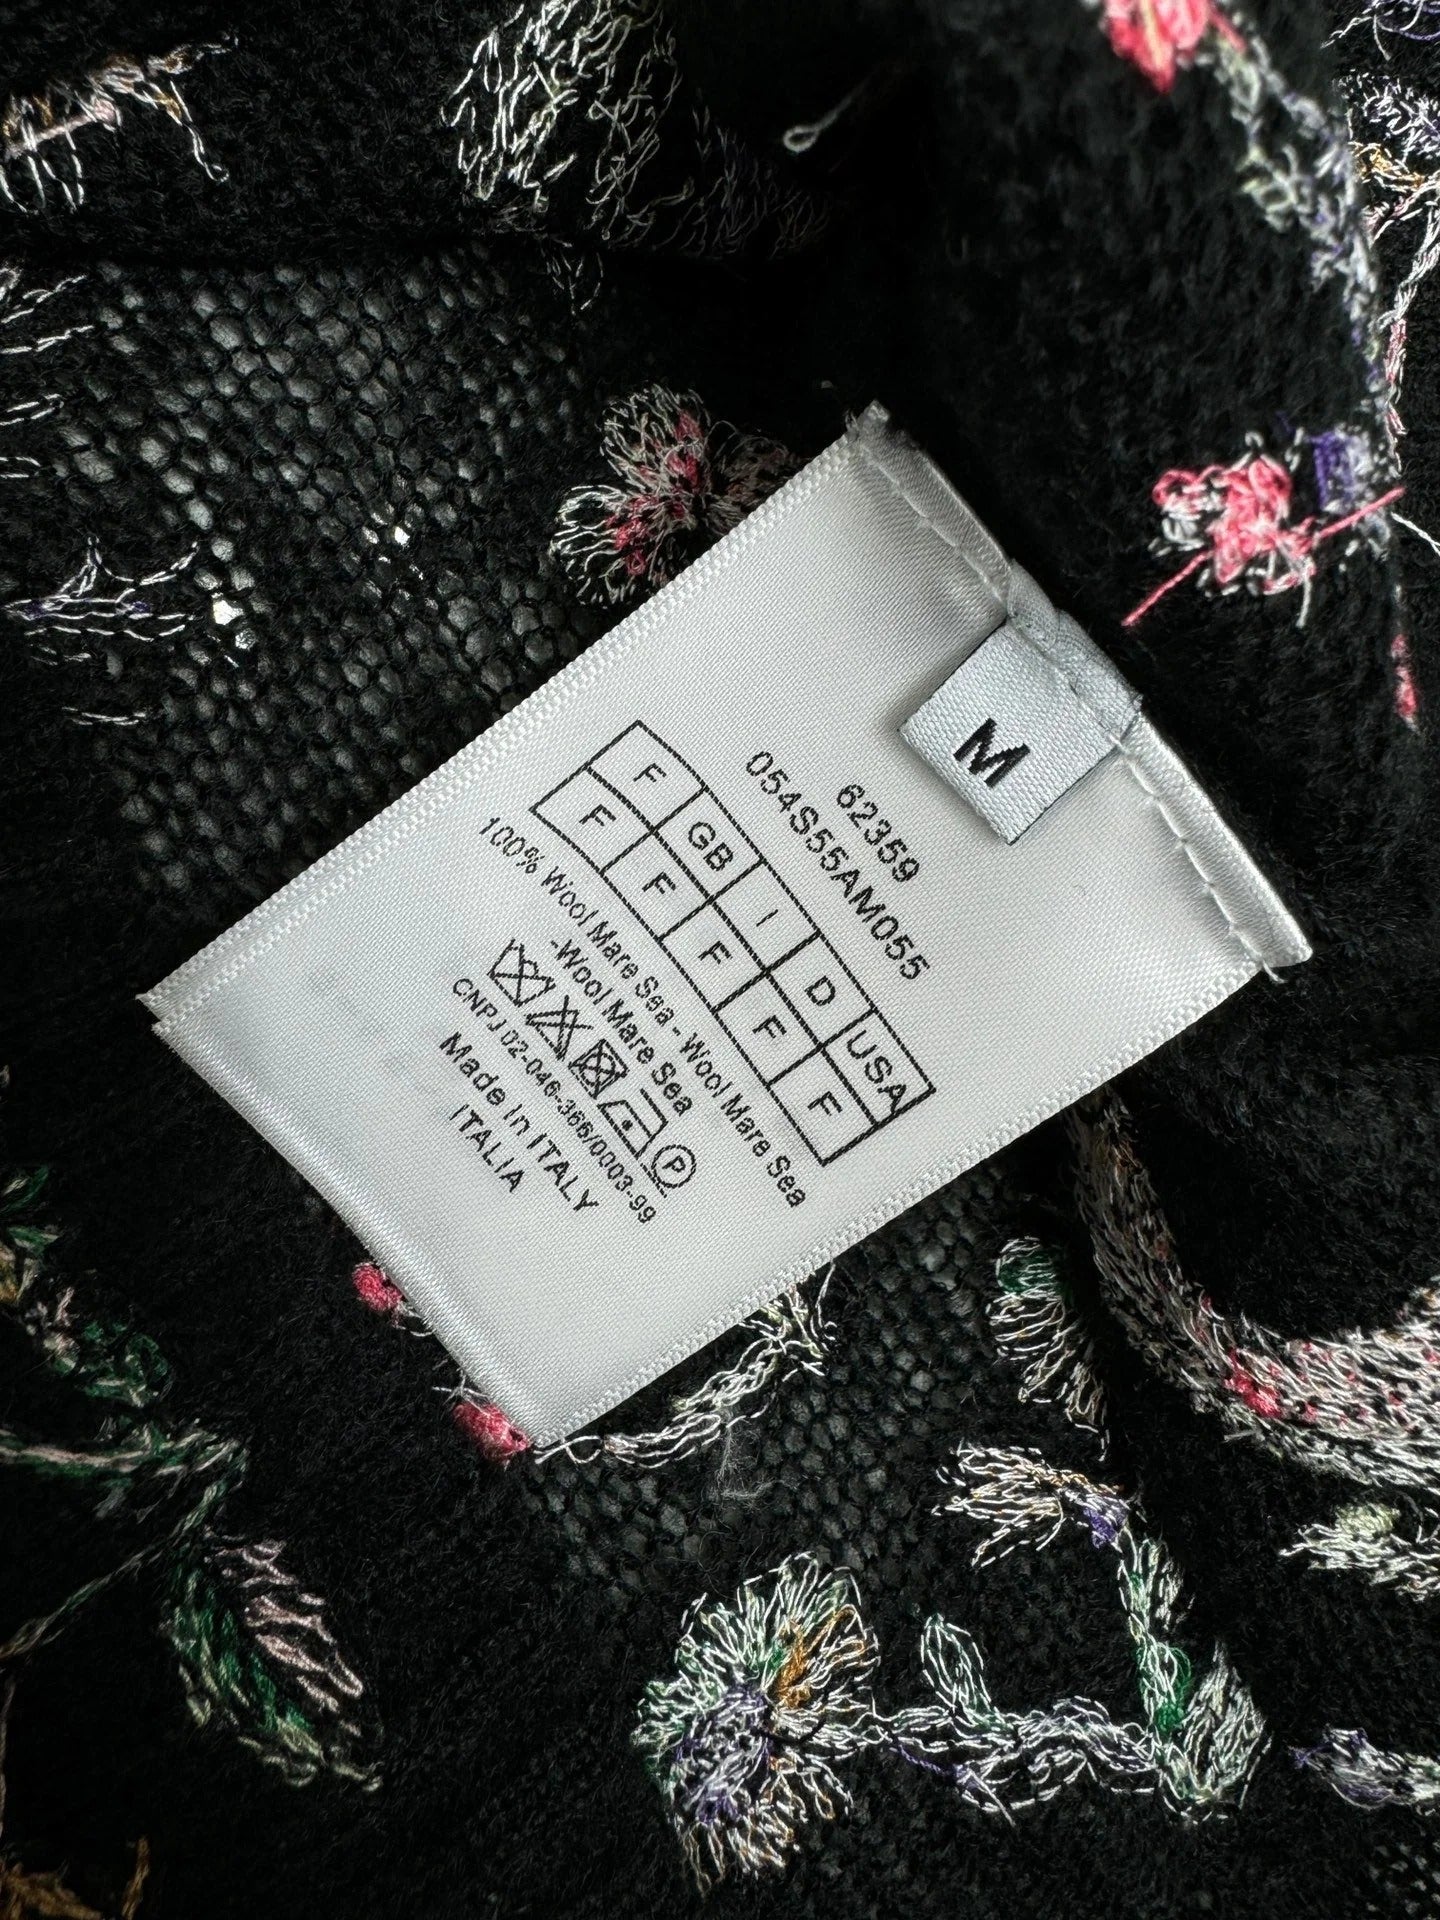 M
62359
054S55AM055
F GB I D USA
F F F F F
100% Wool Mare Sea - Wool Mare Sea
-Wool Mare Sea
P
CNPJ 02-046-366/0003-99
Made in ITALY
ITALIA